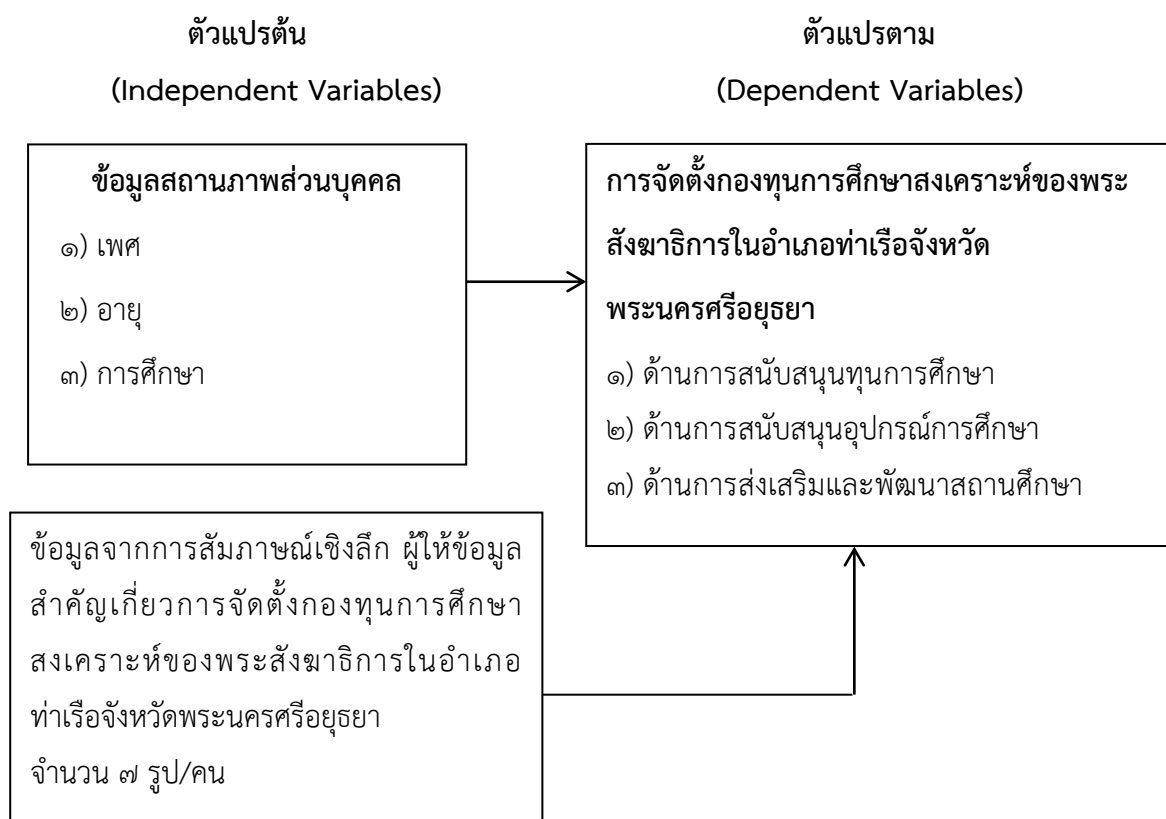 ตัวแปรต้น
(Independent Variables)
ตัวแปรตาม
(Dependent Variables)
ข้อมูลสถานภาพส่วนบุคคล
๑) เพศ
๒) อายุ
๓) การศึกษา
การจัดตั้งกองทุนการศึกษาสงเคราะห์ของพระ
สังฆาธิการในอำเภอท่าเรือจังหวัด
พระนครศรีอยุธยา
๑) ด้านการสนับสนุนทุนการศึกษา
๒) ด้านการสนับสนุนอุปกรณ์การศึกษา
๓) ด้านการส่งเสริมและพัฒนาสถานศึกษา
ข้อมูลจากการสัมภาษณ์เชิงลึก ผู้ให้ข้อมูล
สำคัญเกี่ยวการจัดตั้งกองทุนการศึกษา
สงเคราะห์ของพระสังฆาธิการในอำเภอ
ท่าเรือจังหวัดพระนครศรีอยุธยา
จำนวน ๗ รูป/คน